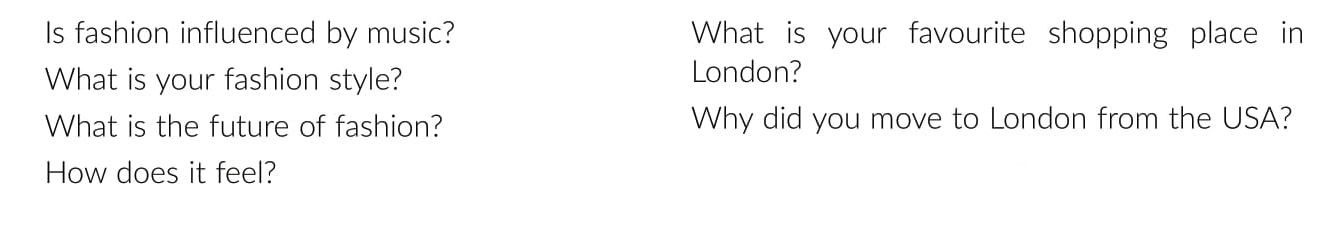 Is fashion influenced by music?
What is your fashion style?
What is the future of fashion?
How does it feel?
What is your favourite shopping place in
London?
Why did you move to London from the USA?